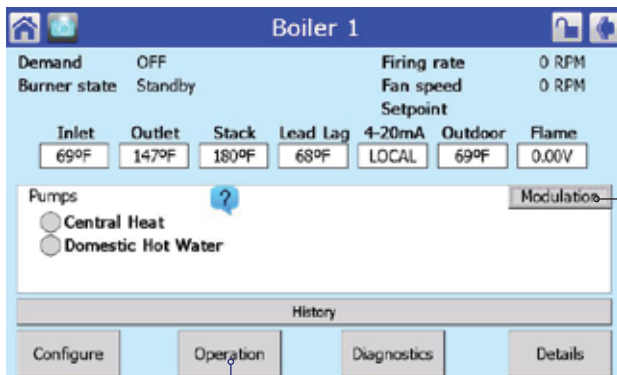 Boiler 1
Demand OFF Firing rate 0 RPM
Burner state Standby Fan speed 0 RPM
Setpoint
Inlet Outlet Stack Lead Lag 4-20mA Outdoor Flame
69ºF 147ºF 180ºF 68ºF LOCAL 69ºF 0.00V
Pumps ? Modulation
Central Heat
Domestic Hot Water
History
Configure Operation Diagnostics Details